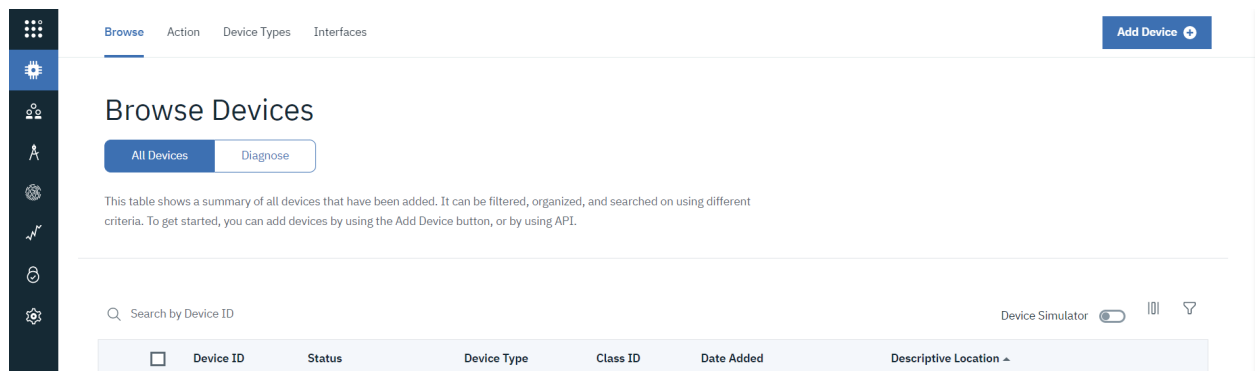 Browse Action Device Types Interfaces Add Device
Browse Devices
All Devices Diagnose
This table shows a summary of all devices that have been added. It can be filtered, organized, and searched on using different
criteria. To get started, you can add devices by using the Add Device button, or by using API.
Search by Device ID Device Simulator
Device ID Status Device Type Class ID Date Added Descriptive Location